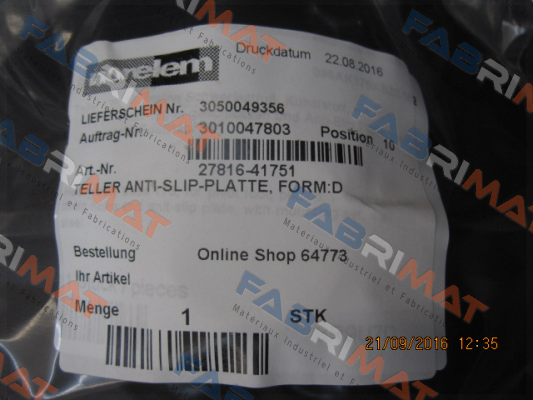 Druckdatum 22.08.2016
LIEFERSCHEIN Nr. 3050049356
Auftrag-Nr. 3010047803 Position 10
Art.-Nr. 27816-41751
TELLER ANTI-SLIP-PLATTE, FORM:D
Bestellung Online Shop 64773
Ihr Artikel
Menge 1 STK
21/09/2016 12:35
FABRIMAT
Materiaux Industriel et Fabrications